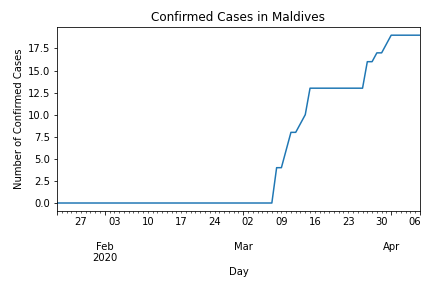 Confirmed Cases in Maldives
Number of Confirmed Cases
17.5
15.0
12.5
10.0
7.5
5.0
2.5
0.0
27 03 10 17 24 02 09 16 23 30 06
Feb Mar Apr
2020
Day